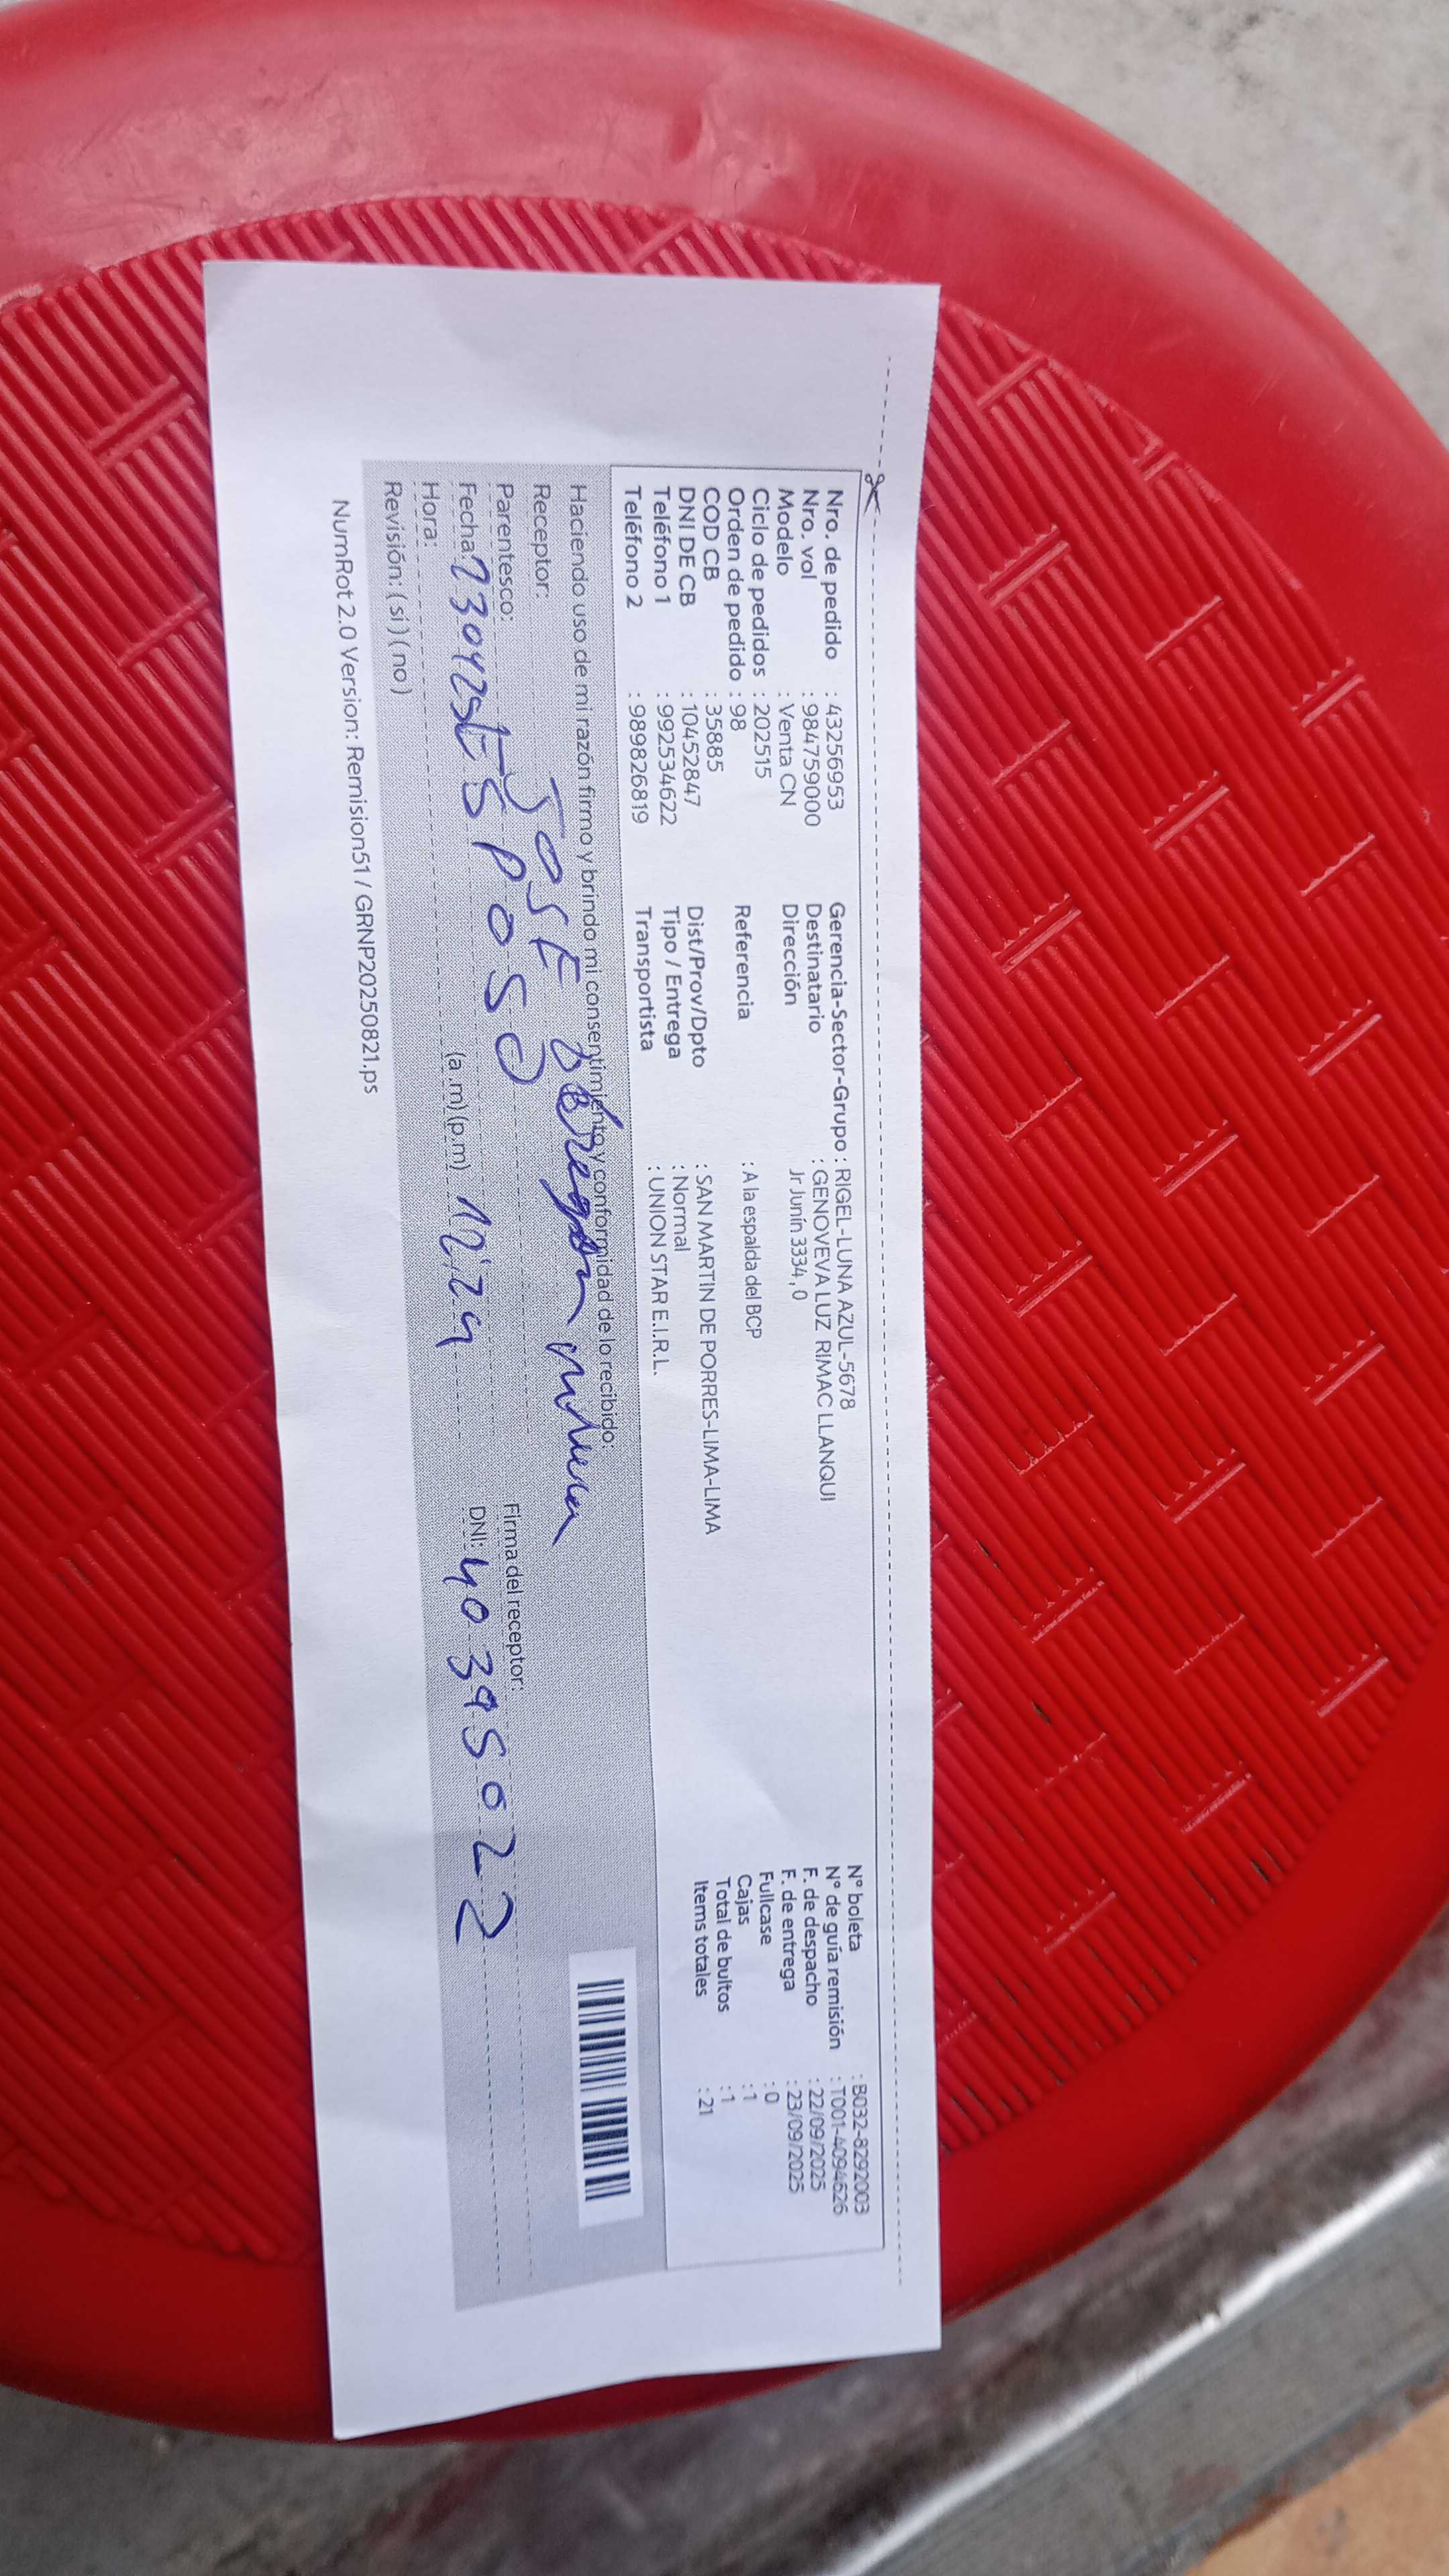 Nro. de pedido : 43256953
Nro. vol : 984759000
Modelo : Venta CN
Ciclo de pedidos : 202515
Orden de pedido : 98
COD CB : 35885
DNI DE CB : 10452847
Teléfono 1 : 992534622
Teléfono 2 : 989826819
Gerencia-Sector-Grupo : RIGEL-LUNA AZUL-5678
Destinatario : GENOVEVA LUZ RIMAC LLANQUI
Dirección Jr Junín 3334 , 0
Referencia : A la espalda del BCP
Dist/Prov/Dpto : SAN MARTIN DE PORRES-LIMA-LIMA
Tipo / Entrega : Normal
Transportista : UNION STAR E.I.R.L.
N° boleta : B032-8292003
N° de guía remisión : T001-4094626
F. de despacho : 22/09/2025
F. de entrega : 23/09/2025
Fullcase : 0
Cajas : 1
Total de bultos : 1
Items totales : 21
Haciendo uso de mi razón firmo y brindo mi consentimiento y conformidad de lo recibido:
Receptor: JOSE
Parentesco: ESPOSO
Firma del receptor:
Fecha:
Hora: (a .m) (p.m) 12:29
DNI: 40395022
Revisión: ( si ) ( no )
NumRot 2.0 Version: Remision51 / GRNP20250821.ps